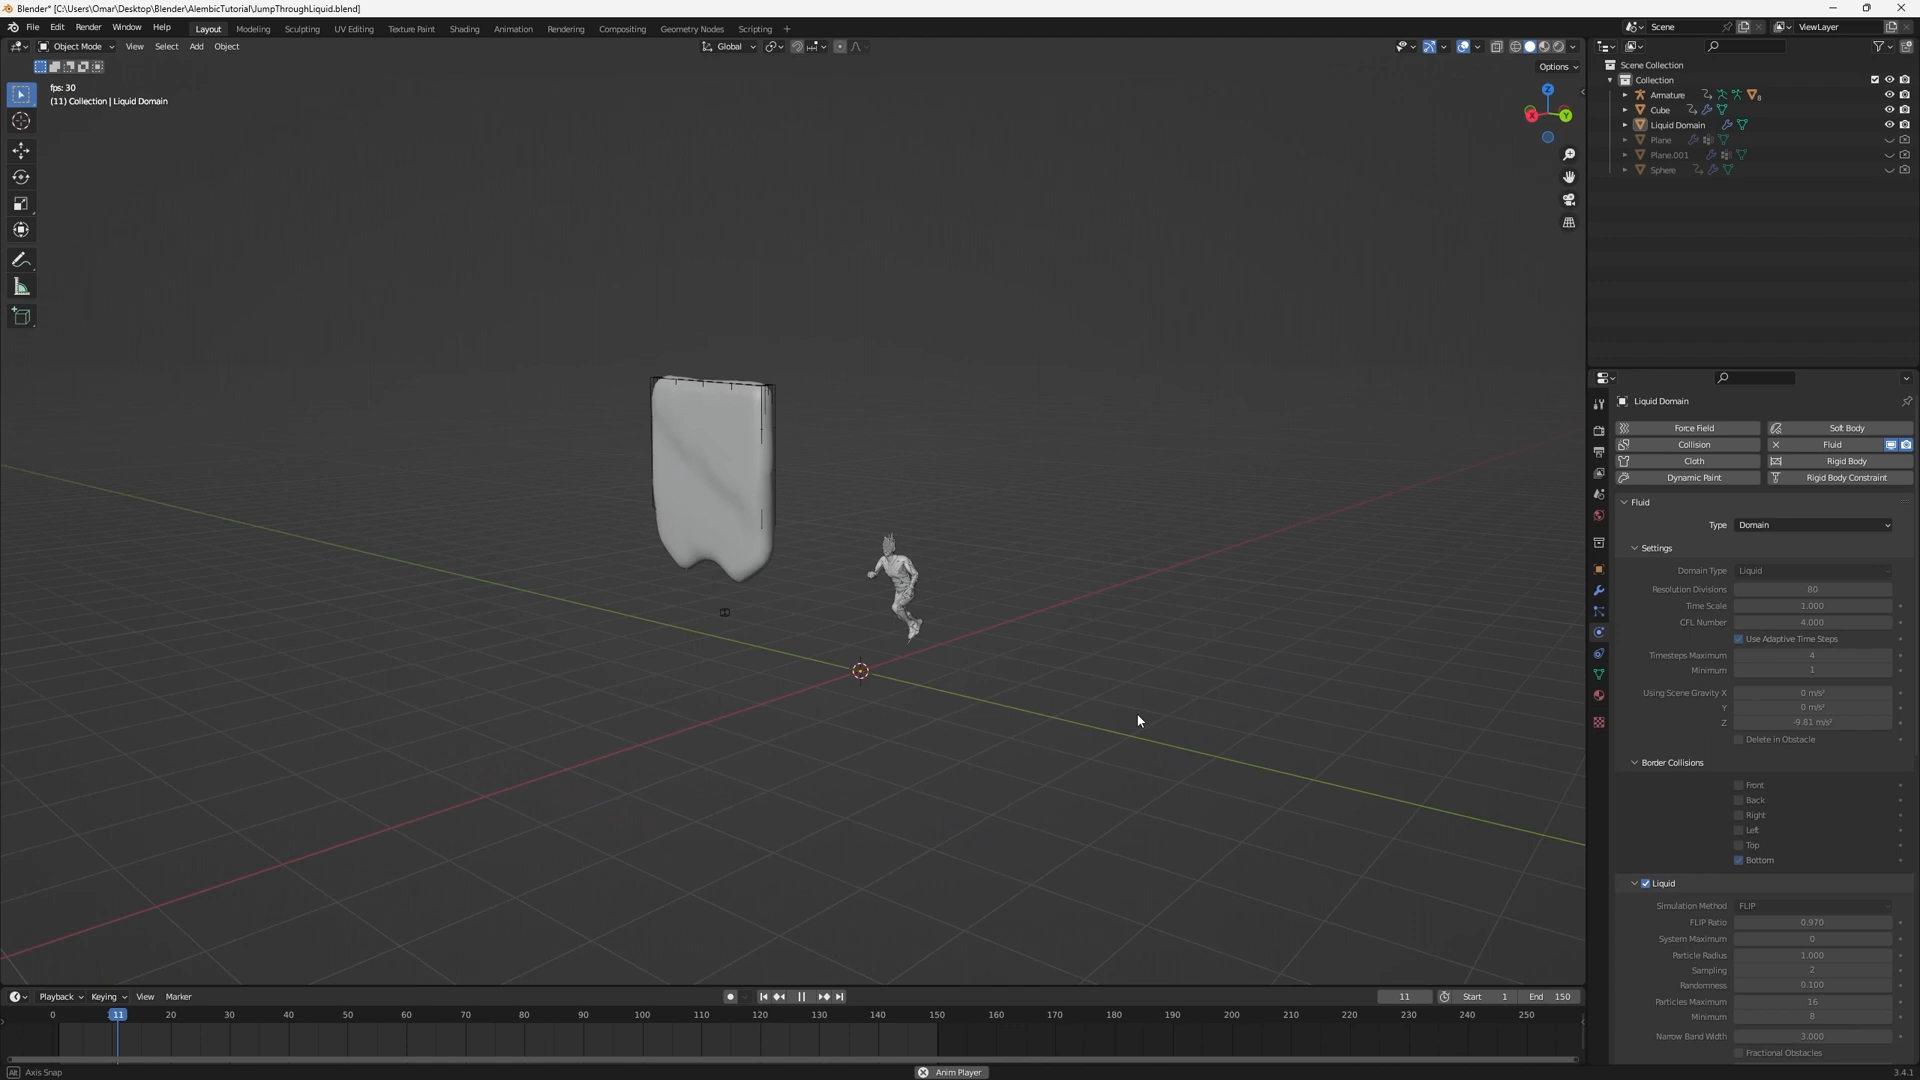 Blender* [C:\Users\Omar\Desktop\Blender\AlembicTutorial\JumpThroughLiquid.blend]
File Edit Render Window Help Layout Modeling Sculpting UV Editing Texture Paint Shading Animation Rendering Compositing Geometry Nodes Scripting + Scene ViewLayer
Object Mode View Select Add Object Global
Options
fps: 30
(11) Collection | Liquid Domain
Z
X Y
Scene Collection
Collection
Armature 8
Cube
Liquid Domain
Plane
Plane.001
Sphere
Liquid Domain
Force Field Soft Body
Collision Fluid
Cloth Rigid Body
Dynamic Paint Rigid Body Constraint
Fluid
Type Domain
Settings
Domain Type Liquid
Resolution Divisions 80
Time Scale 1.000
CFL Number 4.000
Use Adaptive Time Steps
Timesteps Maximum 4
Minimum 1
Using Scene Gravity X 0 m/s²
Y 0 m/s²
Z -9.81 m/s²
Delete in Obstacle
Border Collisions
Front
Back
Right
Left
Top
Bottom
Liquid
Simulation Method FLIP
FLIP Ratio 0.970
System Maximum 0
Particle Radius 1.000
Sampling 2
Randomness 0.100
Particles Maximum 16
Minimum 8
Narrow Band Width 3.000
Fractional Obstacles
Playback Keying View Marker 11 Start 1 End 150
0 11 20 30 40 50 60 70 80 90 100 110 120 130 140 150 160 170 180 190 200 210 220 230 240 250
Alt Axis Snap Anim Player 3.4.1